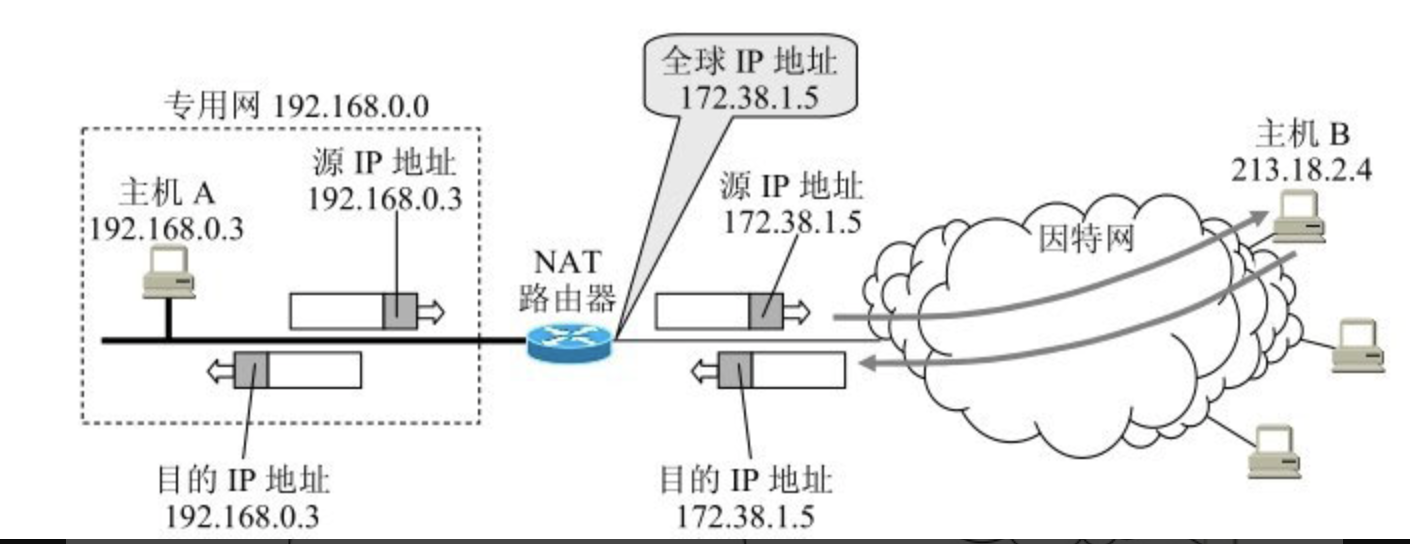 全球 IP 地址
172.38.1.5
专用网 192.168.0.0
源 IP 地址
192.168.0.3
主机 A
192.168.0.3
源 IP 地址
172.38.1.5
主机 B
213.18.2.4
因特网
NAT
路由器
目的 IP 地址
192.168.0.3
目的 IP 地址
172.38.1.5